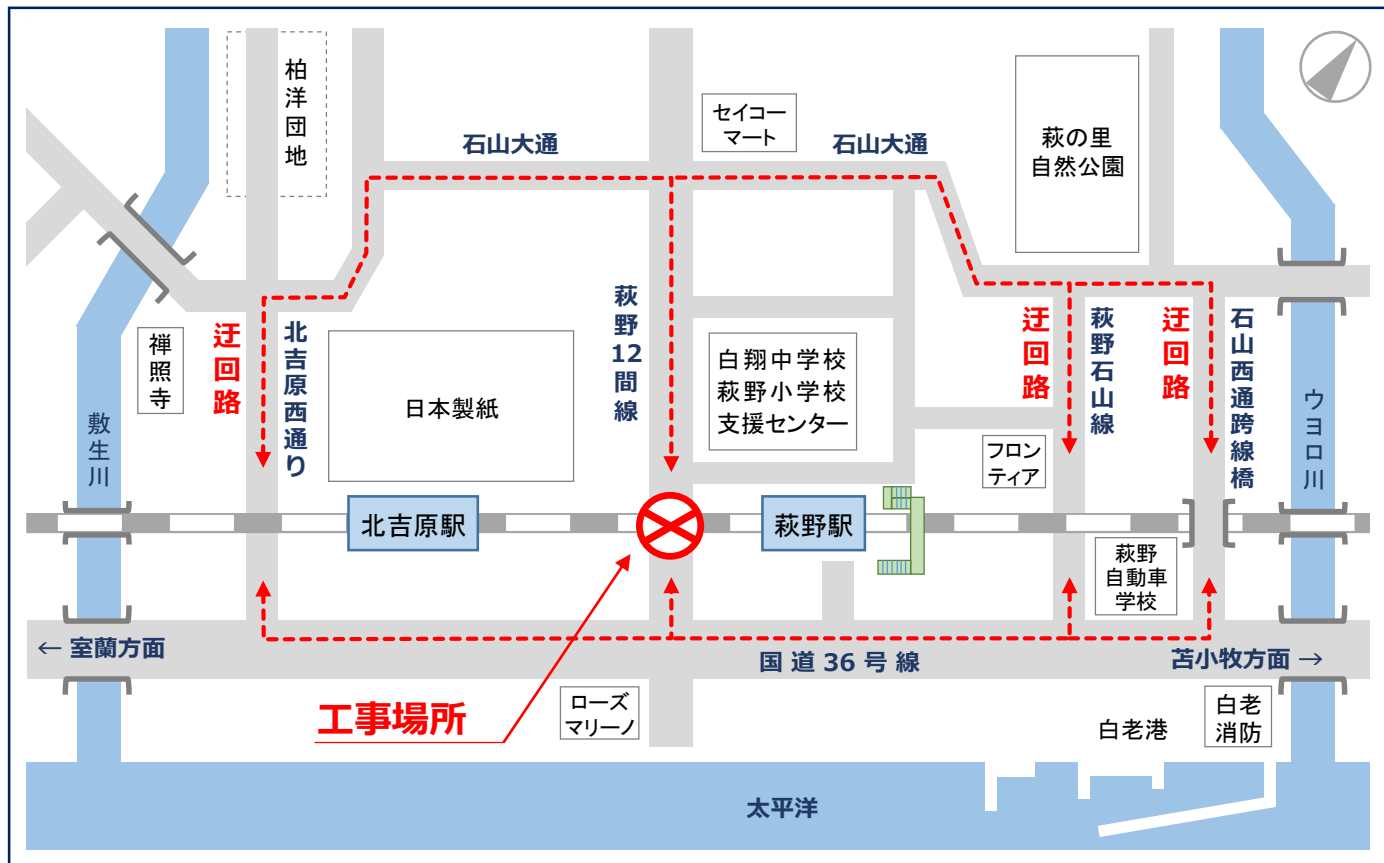 柏洋団地
石山大通
セイコー
マート
石山大通
萩の里
自然公園
禅照寺
迂回路
北吉原西通り
日本製紙
萩野12間線
白翔中学校
萩野小学校
支援センター
迂回路
萩野石山線
迂回路
石山西通跨線橋
ウヨロ川
敷生川
フロン
ティア
北吉原駅
萩野駅
萩野
自動車
学校
← 室蘭方面
国道36号線
苫小牧方面 →
工事場所
ローズ
マリーノ
白老港
白老
消防
太平洋